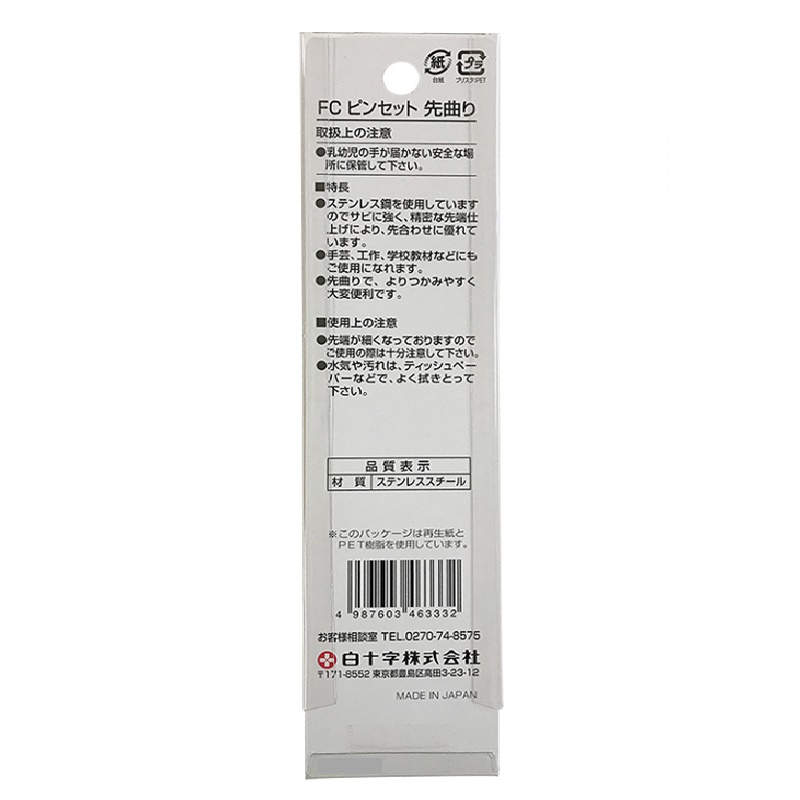 紙
プラ
台紙
ブリスタ:PET
FC ピンセット 先曲り
取扱上の注意
●乳幼児の手が届かない安全な場
所に保管して下さい。
■特長
●ステンレス鋼を使用しています
のでサビに強く、精密な先端仕
上げにより、先合わせに優れて
います。
●手芸、工作、学校教材などにも
ご使用になれます。
●先曲りで、よりつかみやすく
大変便利です。
■使用上の注意
●先端が細くなっておりますので
ご使用の際は十分注意して下さい。
●水気や汚れは、ティッシュペー
パーなどで、よく拭きとって
下さい。
品質表示
材 質 ステンレススチール
※このパッケージは再生紙と
PET樹脂を使用しています。
4 987603 463332
お客様相談室 TEL.0270-74-8575
白十字株式会社
〒171-8552 東京都豊島区高田3-23-12
MADE IN JAPAN